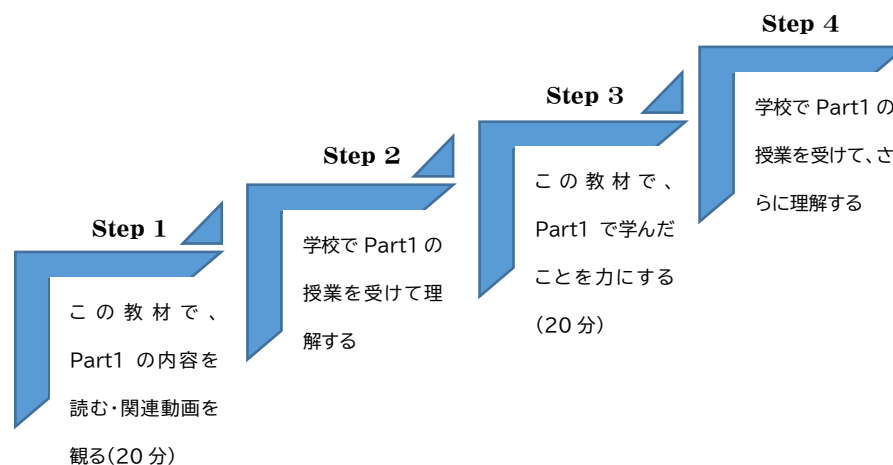 Step 1
この教材で、
Part1 の内容を
読む・関連動画を
観る(20分)
Step 2
学校で Part1 の
授業を受けて理
解する
Step 3
この教材で、
Part1 で学んだ
ことを力にする
(20分)
Step 4
学校で Part1 の
授業を受けて、さ
らに理解する